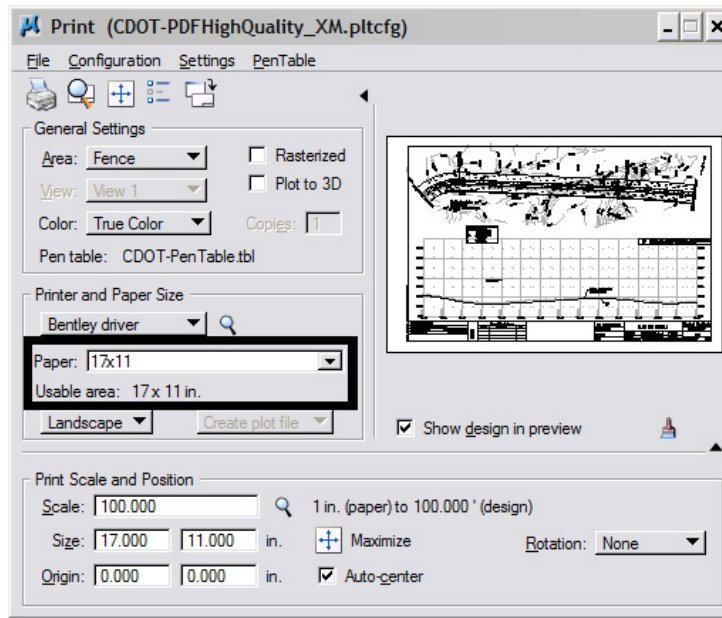 Print (CDOT-PDFHighQuality_XM.pltcfg)
File Configuration Settings PenTable
General Settings
Area: Fence Rasterized
View: View 1 Plot to 3D
Color: True Color Copies: 1
Pen table: CDOT-PenTable.tbl
Printer and Paper Size
Bentley driver
Paper: 17x11
Usable area: 17 x 11 in.
Landscape Create plot file
Show design in preview
Print Scale and Position
Scale: 100.000 1 in. (paper) to 100.000 ' (design)
Size: 17.000 11.000 in. Maximize Rotation: None
Origin: 0.000 0.000 in. Auto-center